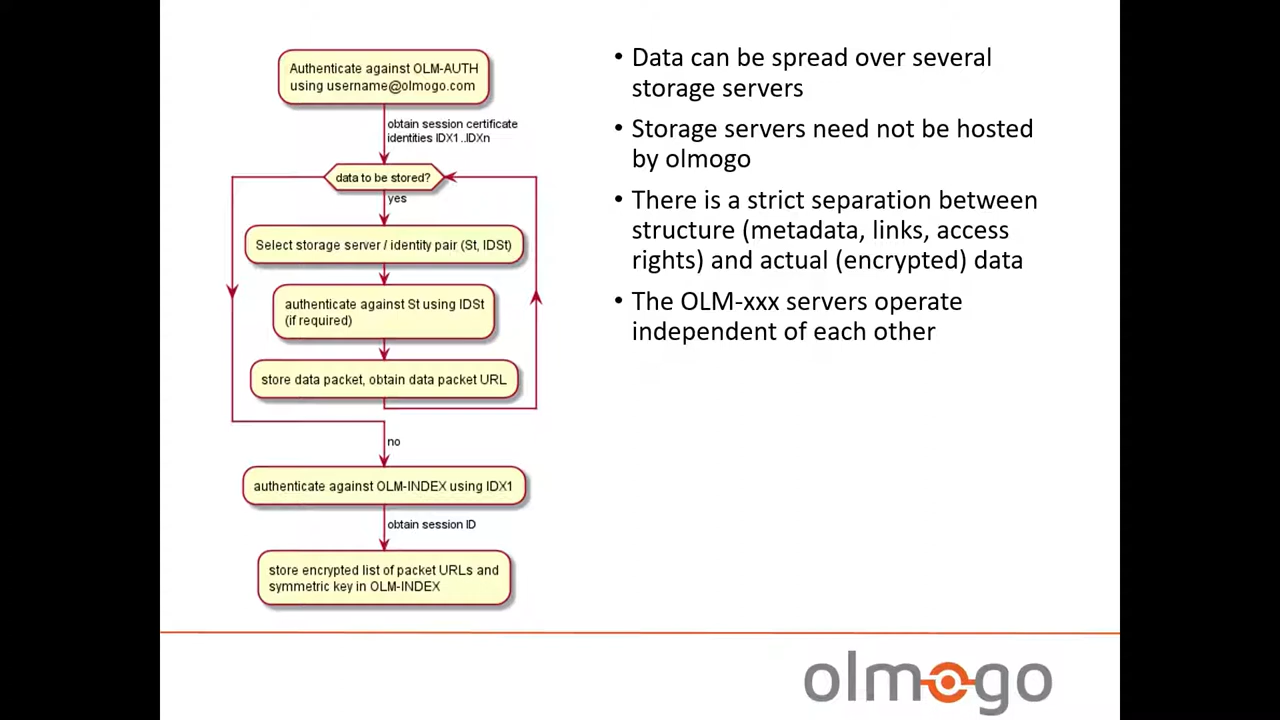 Authenticate against OLM-AUTH
using username@olmogo.com
obtain session certificate
identities IDX1..IDXn
data to be stored?
yes
Select storage server / identity pair (St, IDSt)
authenticate against St using IDSt
(if required)
store data packet, obtain data packet URL
no
authenticate against OLM-INDEX using IDX1
obtain session ID
store encrypted list of packet URLs and
symmetric key in OLM-INDEX
• Data can be spread over several
storage servers
• Storage servers need not be hosted
by olmogo
• There is a strict separation between
structure (metadata, links, access
rights) and actual (encrypted) data
• The OLM-xxx servers operate
independent of each other
olmogo